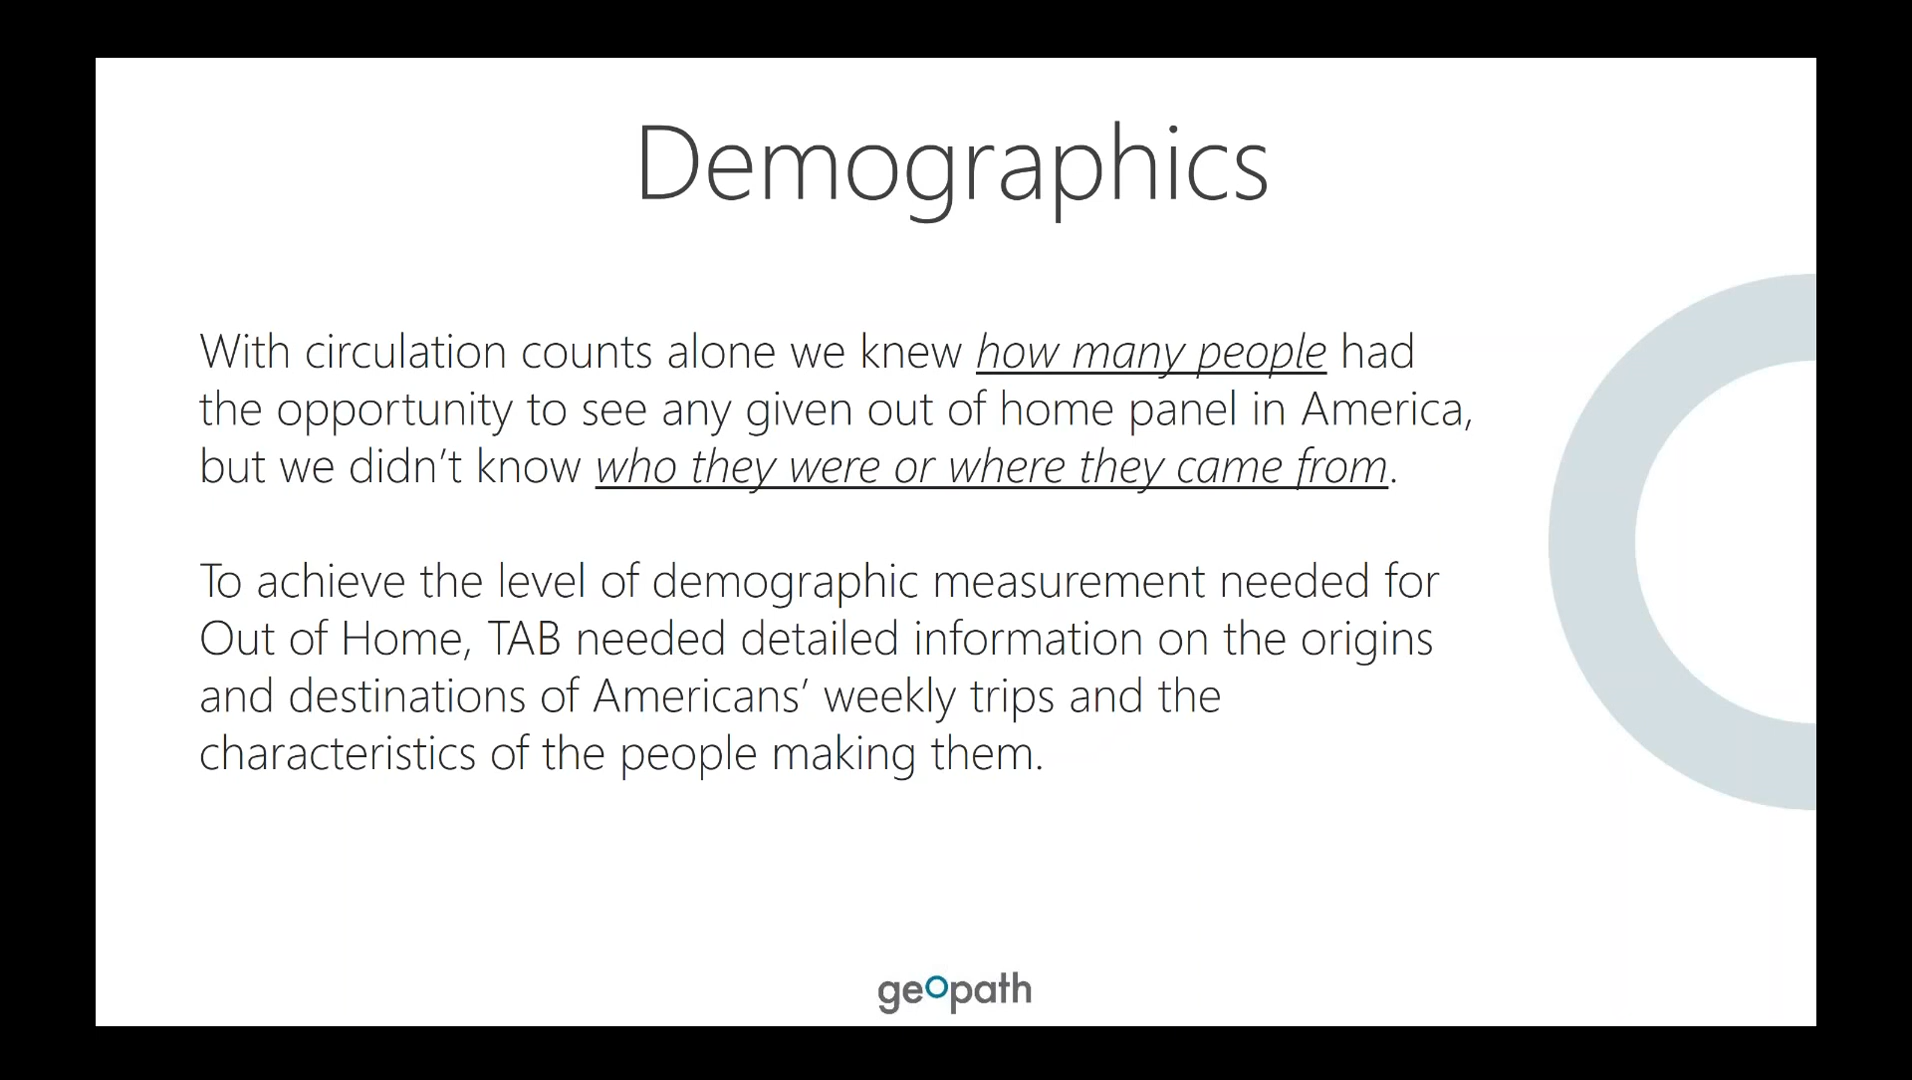 Demographics
With circulation counts alone we knew how many people had
the opportunity to see any given out of home panel in America,
but we didn’t know who they were or where they came from.
To achieve the level of demographic measurement needed for
Out of Home, TAB needed detailed information on the origins
and destinations of Americans’ weekly trips and the
characteristics of the people making them.
geopath